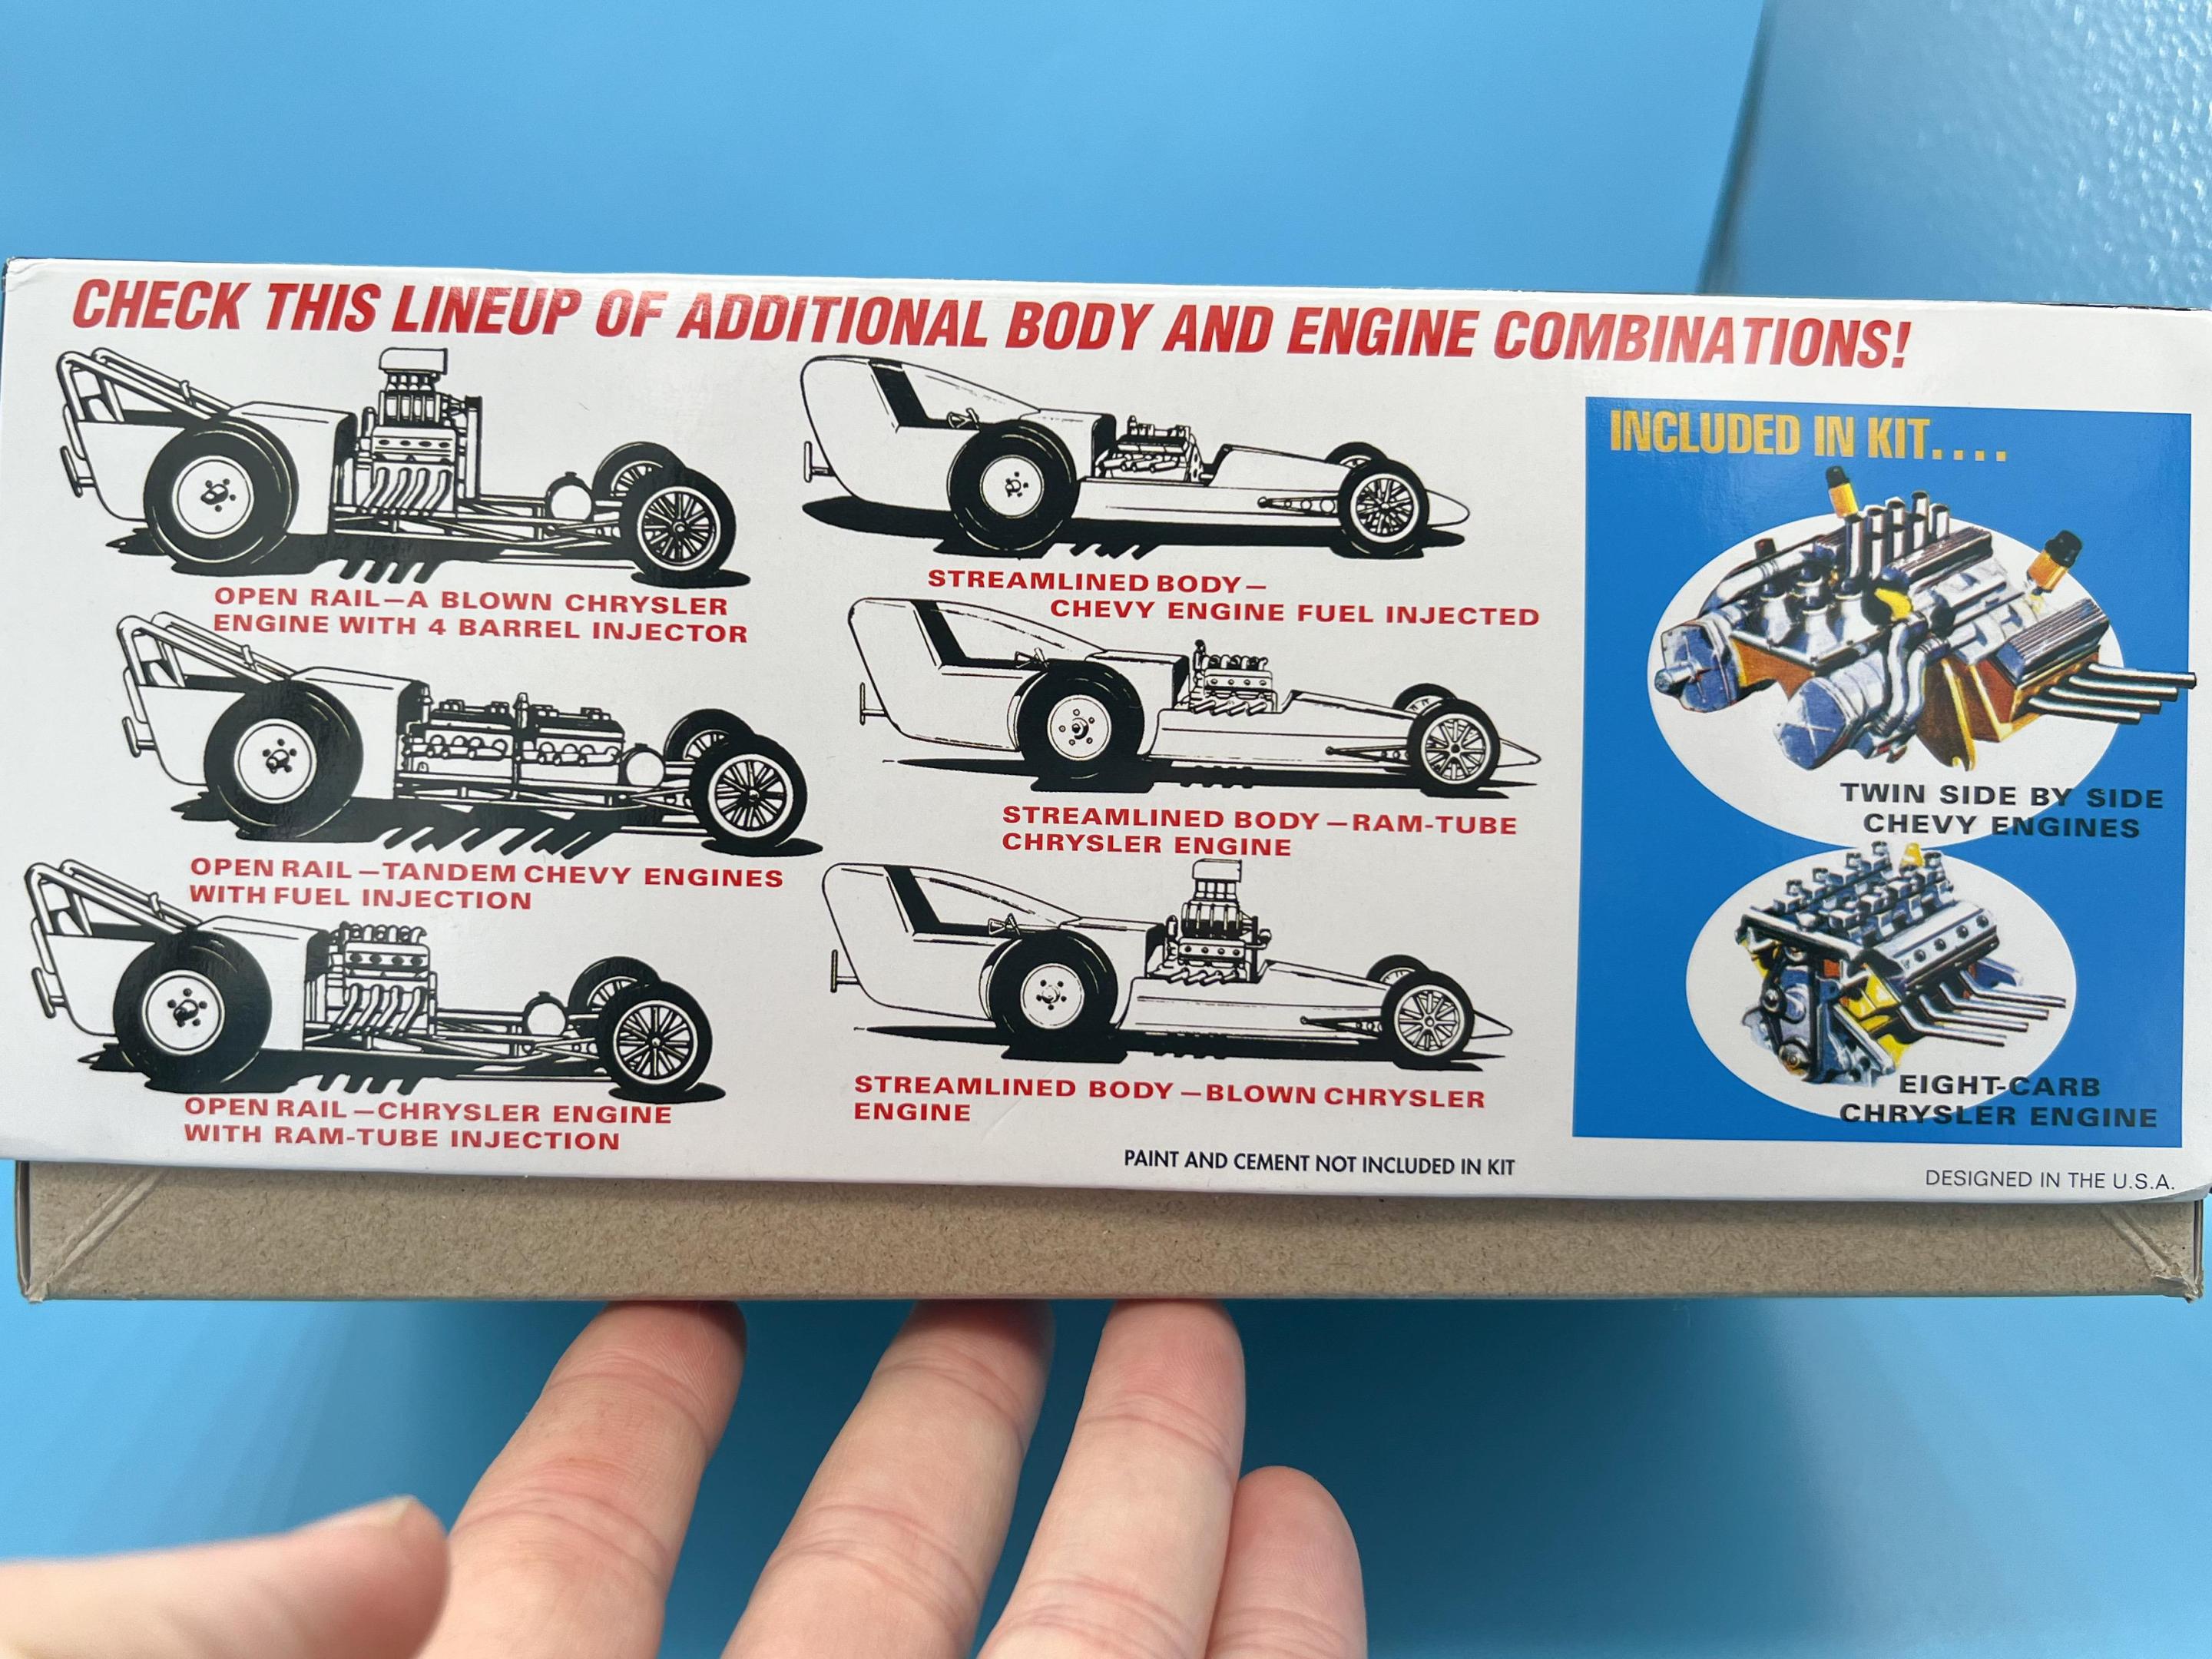 CHECK THIS LINEUP OF ADDITIONAL BODY AND ENGINE COMBINATIONS!
OPEN RAIL—A BLOWN CHRYSLER
ENGINE WITH 4 BARREL INJECTOR
OPEN RAIL—TANDEM CHEVY ENGINES
WITH FUEL INJECTION
OPEN RAIL—CHRYSLER ENGINE
WITH RAM-TUBE INJECTION
STREAMLINED BODY—
CHEVY ENGINE FUEL INJECTED
STREAMLINED BODY—RAM-TUBE
CHRYSLER ENGINE
STREAMLINED BODY—BLOWN CHRYSLER
ENGINE
PAINT AND CEMENT NOT INCLUDED IN KIT
INCLUDED IN KIT....
TWIN SIDE BY SIDE
CHEVY ENGINES
EIGHT-CARB
CHRYSLER ENGINE
DESIGNED IN THE U.S.A.